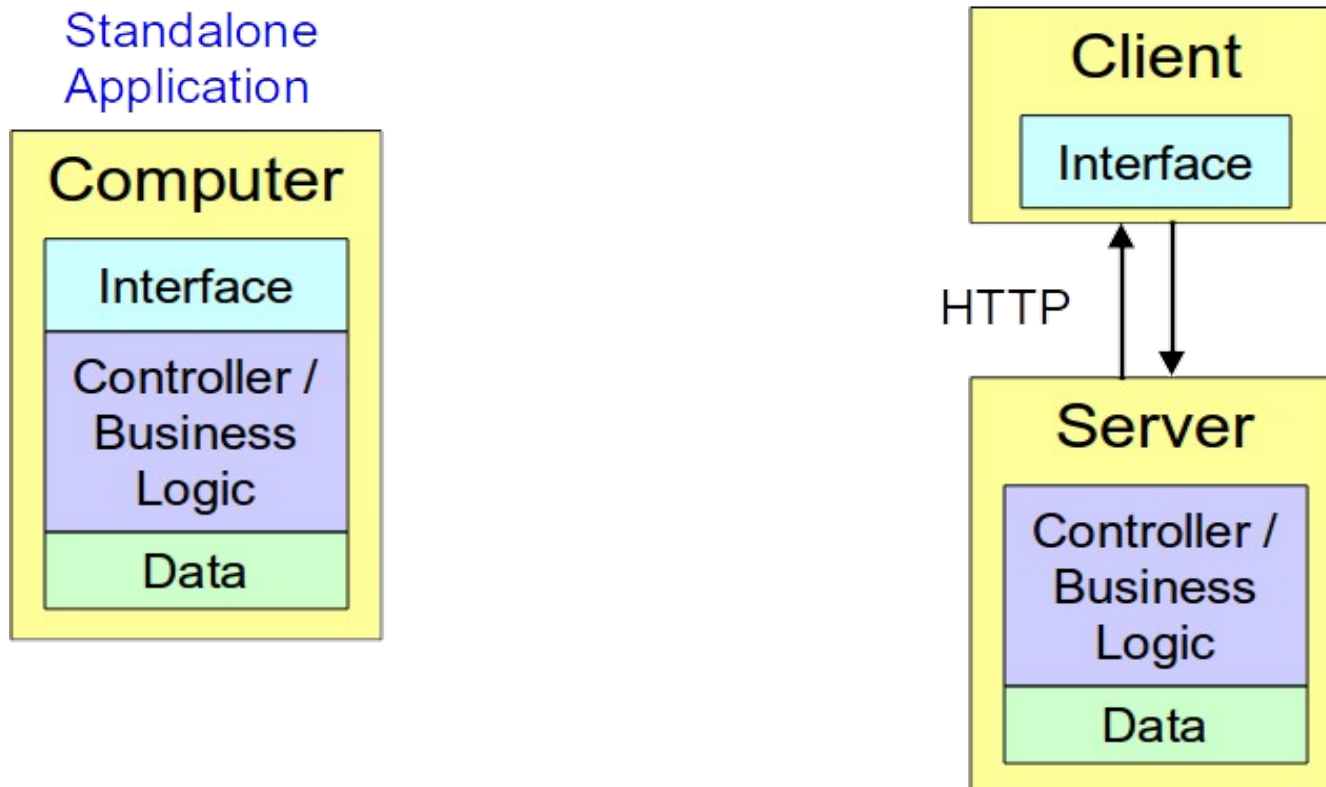 Standalone
Application
Computer
Interface
Controller /
Business
Logic
Data
Client
Interface
HTTP
Server
Controller /
Business
Logic
Data